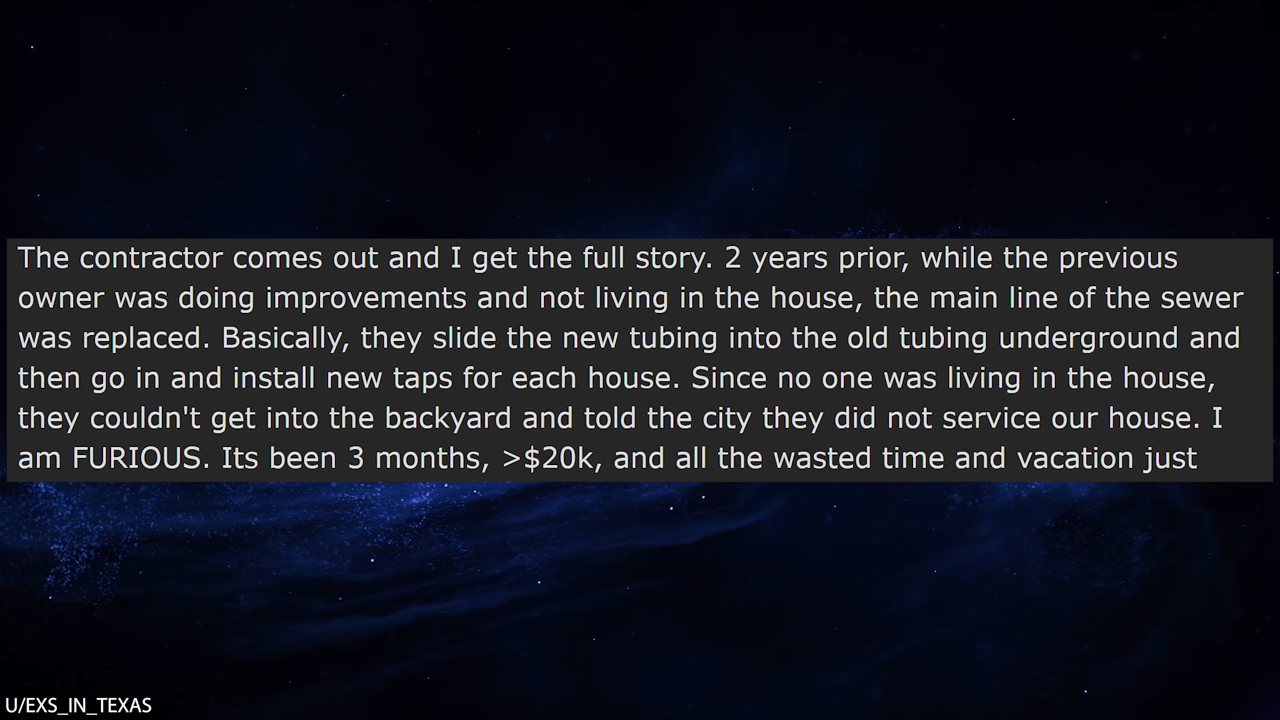 The contractor comes out and I get the full story. 2 years prior, while the previous
owner was doing improvements and not living in the house, the main line of the sewer
was replaced. Basically, they slide the new tubing into the old tubing underground and
then go in and install new taps for each house. Since no one was living in the house,
they couldn't get into the backyard and told the city they did not service our house. I
am FURIOUS. Its been 3 months, >$20k, and all the wasted time and vacation just
U/EXS_IN_TEXAS